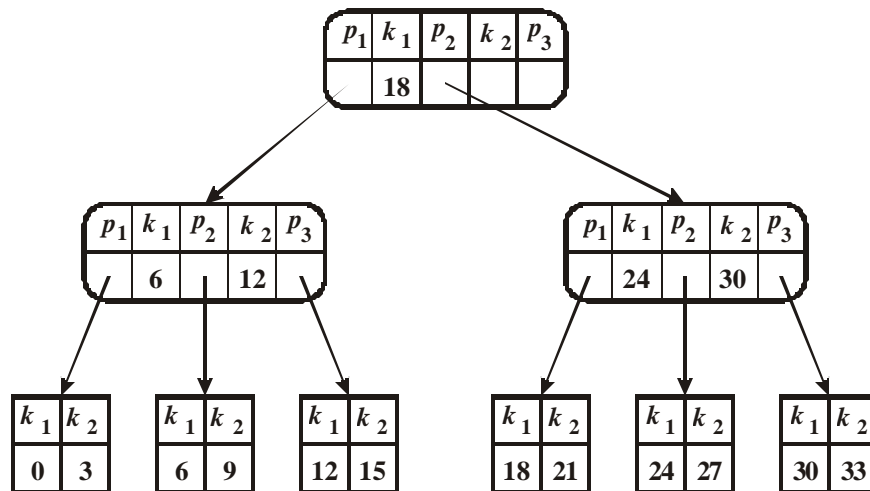 p1 k1 p2 k2 p3
18
p1 k1 p2 k2 p3 p1 k1 p2 k2 p3
6 12 24 30
k1 k2 k1 k2 k1 k2 k1 k2 k1 k2 k1 k2
0 3 6 9 12 15 18 21 24 27 30 33